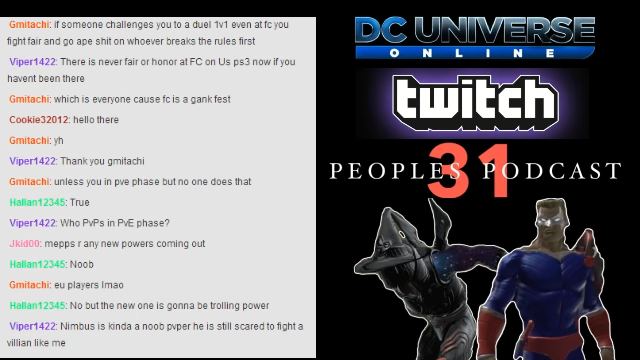 Gmitachi: if someone challenges you to a duel 1v1 even at fc you
fight fair and go ape shit on whoever breaks the rules first
Viper1422: There is never fair or honor at FC on Us ps3 now if you
havent been there
Gmitachi: which is everyone cause fc is a gank fest
Cookie32012: hello there
Gmitachi: yh
Viper1422: Thank you gmitachi
Gmitachi: unless you in pve phase but no one does that
Hallan12345: True
Viper1422: Who PvPs in PvE phase?
Jkid00: mepps r any new powers coming out
Hallan12345: Noob
Gmitachi: eu players lmao
Hallan12345: No but the new one is gonna be trolling power
Viper1422: Nimbus is kinda a noob pvper he is still scared to fight a
villian like me
DC UNIVERSE
ONLINE
twitch
PEOPLES PODCAST
31